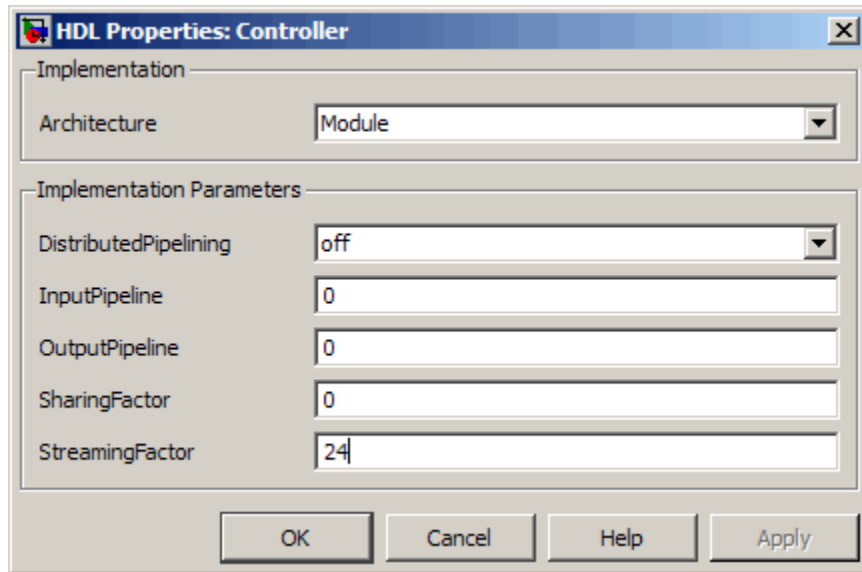 HDL Properties: Controller
Implementation
Architecture Module
Implementation Parameters
DistributedPipelining off
InputPipeline 0
OutputPipeline 0
SharingFactor 0
StreamingFactor 24
OK Cancel Help Apply